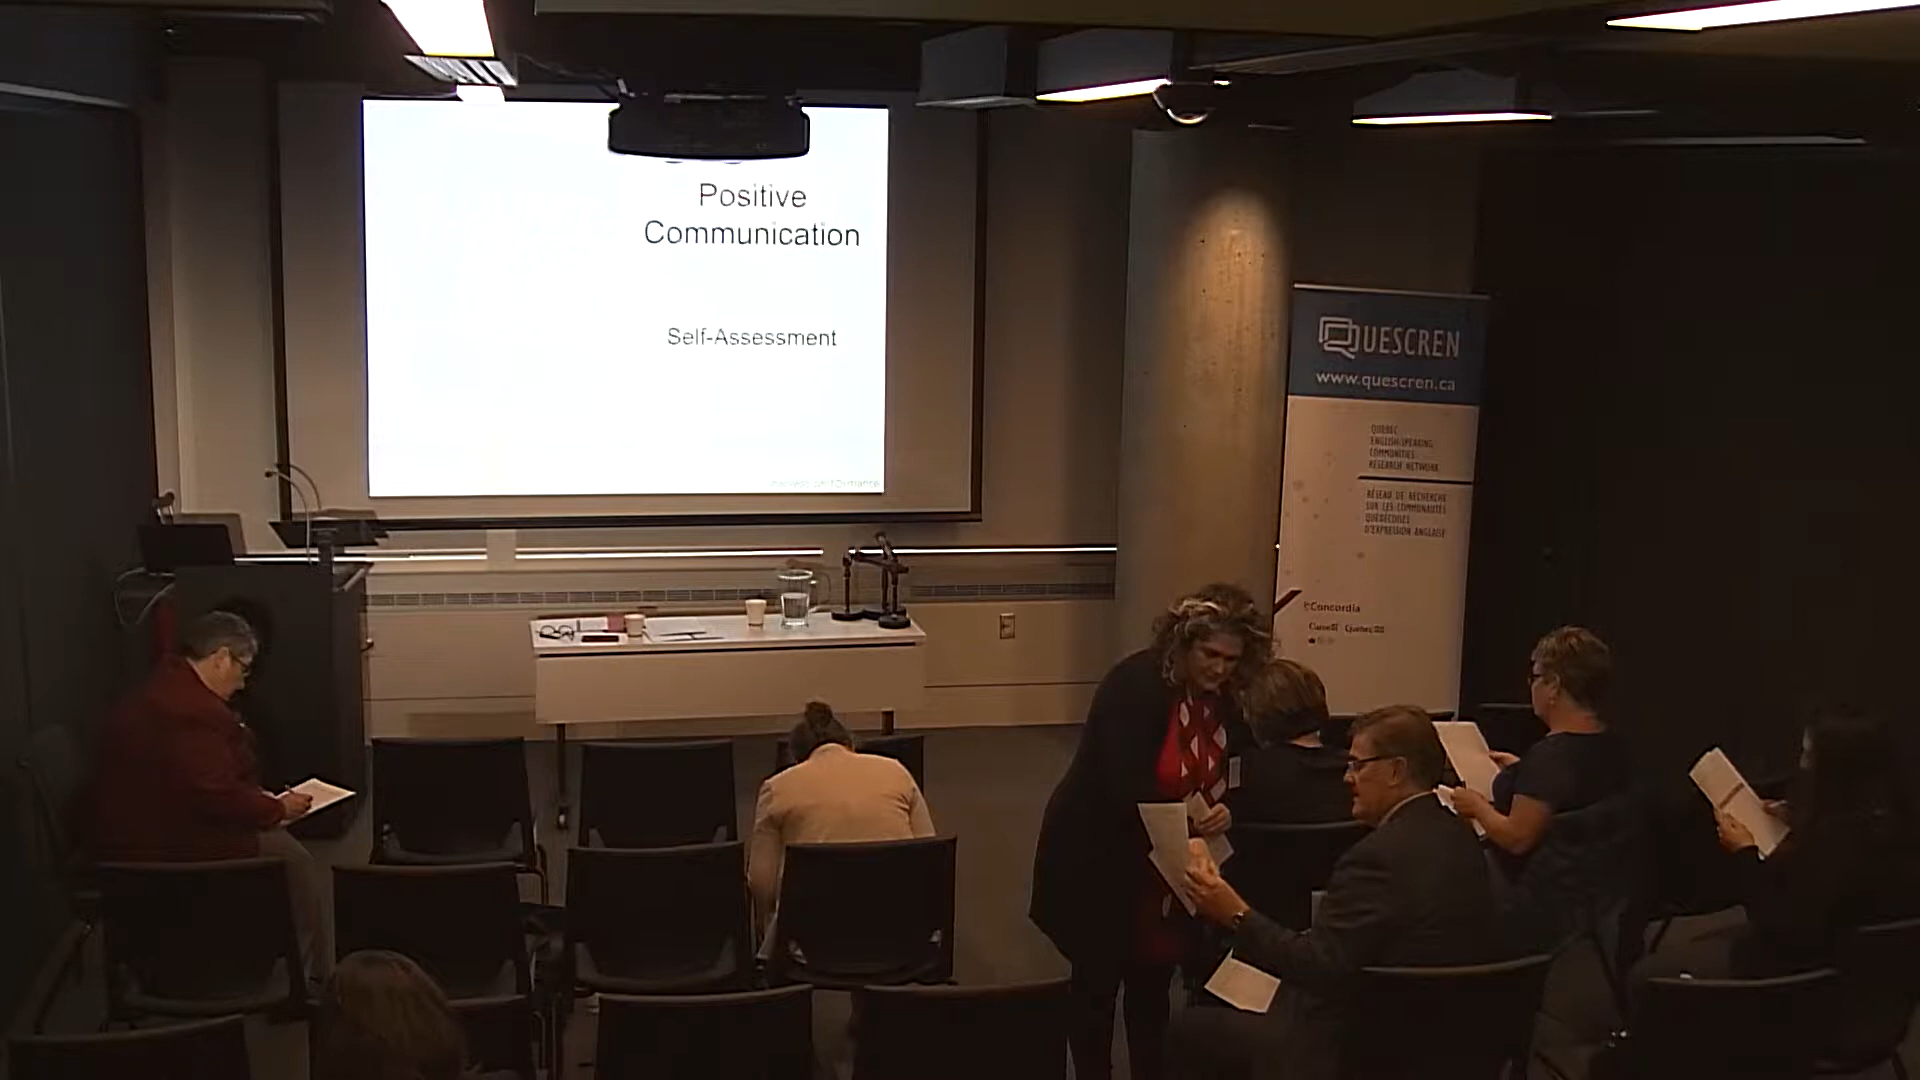 Positive
Communication
Self-Assessment
QUESCREN
www.quescren.ca
QUEBEC
ENGLISH-SPEAKING
COMMUNITIES
RESEARCH NETWORK
RÉSEAU DE RECHERCHE
SUR LES COMMUNAUTÉS
QUÉBÉCOISES
D'EXPRESSION ANGLAISE
Concordia